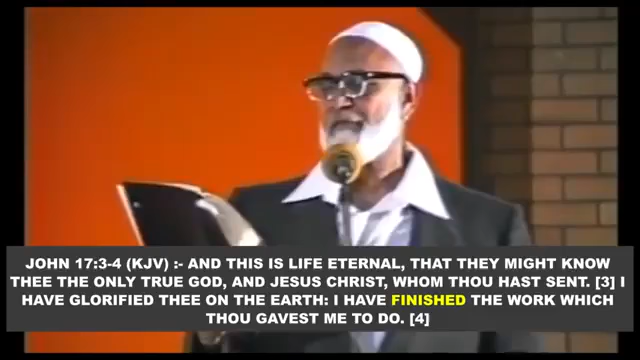 JOHN 17:3-4 (KJV) :- AND THIS IS LIFE ETERNAL, THAT THEY MIGHT KNOW
THEE THE ONLY TRUE GOD, AND JESUS CHRIST, WHOM THOU HAST SENT. [3] I
HAVE GLORIFIED THEE ON THE EARTH: I HAVE FINISHED THE WORK WHICH
THOU GAVEST ME TO DO. [4]